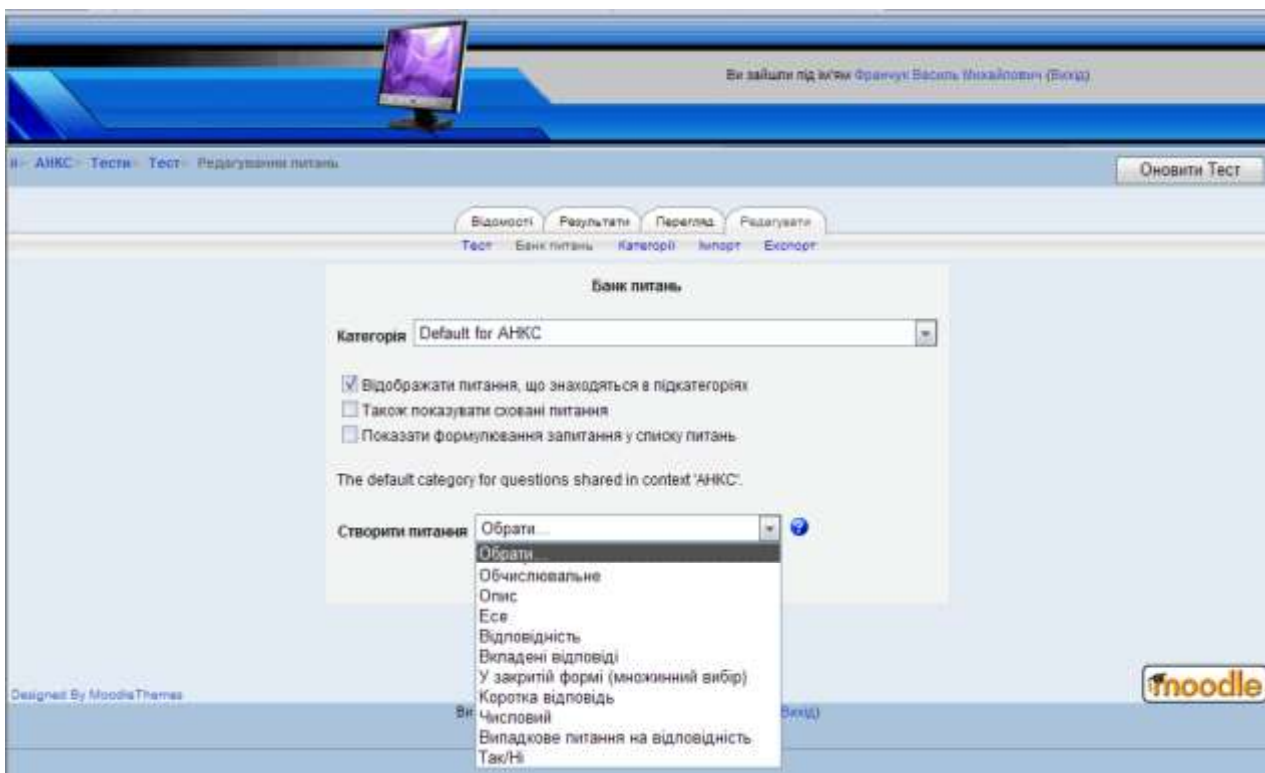 Ви зайшли під ім'ям Франчук Василь Михайлович (Вихід)
АНКС Тести Тест Редагування питань
Оновити Тест
Відомості Результати Перегляд Редагувати
Тест Банк питань Категорії Імпорт Експорт
Банк питань
Категорія Default for АНКС
Відображати питання, що знаходяться в підкатегоріях
Також показувати сховані питання
Показати формулювання запитання у списку питань
The default category for questions shared in context 'АНКС'.
Створити питання Обрати...
Обрати...
Обчислювальне
Опис
Есе
Відповідність
Вкладені відповіді
У закритій формі (множинний вибір)
Коротка відповідь
Числовий
Випадкове питання на відповідність
Так/Ні
moodle
Designed By MoodleThemes
Ви Вихід)